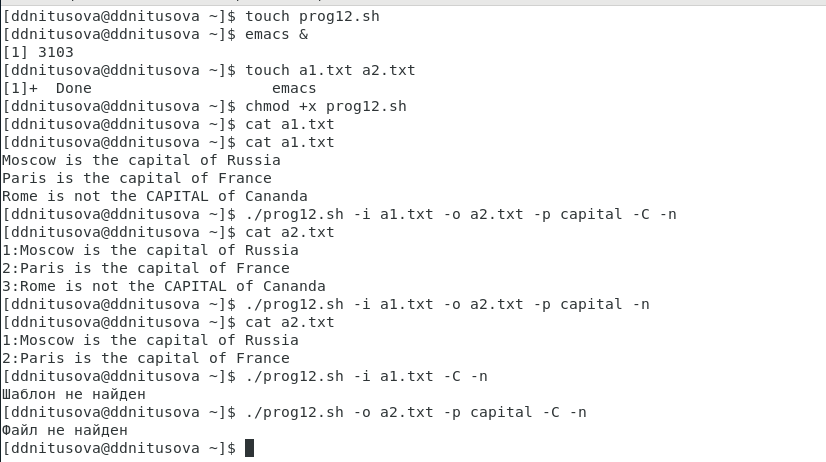 [ddnitusova@ddnitusova ~]$ touch prog12.sh
[ddnitusova@ddnitusova ~]$ emacs &
[1] 3103
[ddnitusova@ddnitusova ~]$ touch a1.txt a2.txt
[1]+  Done                    emacs
[ddnitusova@ddnitusova ~]$ chmod +x prog12.sh
[ddnitusova@ddnitusova ~]$ cat a1.txt
[ddnitusova@ddnitusova ~]$ cat a1.txt
Moscow is the capital of Russia
Paris is the capital of France
Rome is not the CAPITAL of Cananda
[ddnitusova@ddnitusova ~]$ ./prog12.sh -i a1.txt -o a2.txt -p capital -C -n
[ddnitusova@ddnitusova ~]$ cat a2.txt
1:Moscow is the capital of Russia
2:Paris is the capital of France
3:Rome is not the CAPITAL of Cananda
[ddnitusova@ddnitusova ~]$ ./prog12.sh -i a1.txt -o a2.txt -p capital -n
[ddnitusova@ddnitusova ~]$ cat a2.txt
1:Moscow is the capital of Russia
2:Paris is the capital of France
[ddnitusova@ddnitusova ~]$ ./prog12.sh -i a1.txt -C -n
Шаблон не найден
[ddnitusova@ddnitusova ~]$ ./prog12.sh -o a2.txt -p capital -C -n
Файл не найден
[ddnitusova@ddnitusova ~]$